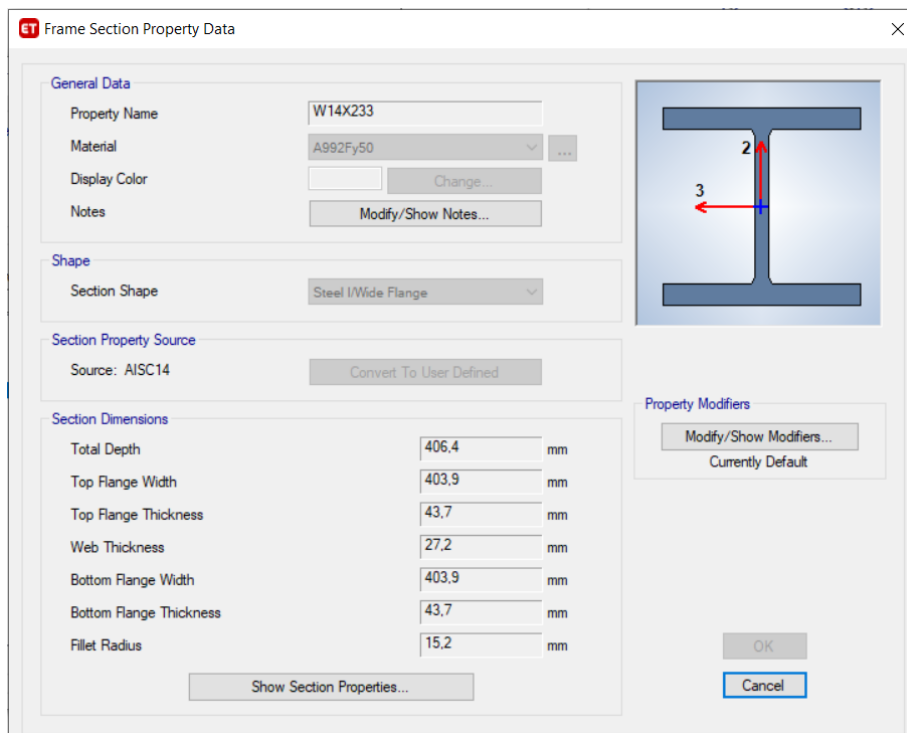 ET Frame Section Property Data
General Data
Property Name W14X233
Material A992Fy50 ...
Display Color Change...
Notes Modify/Show Notes...
Shape
Section Shape Steel I/Wide Flange
Section Property Source
Source: AISC14 Convert To User Defined
Section Dimensions
Total Depth 406,4 mm
Top Flange Width 403,9 mm
Top Flange Thickness 43,7 mm
Web Thickness 27,2 mm
Bottom Flange Width 403,9 mm
Bottom Flange Thickness 43,7 mm
Fillet Radius 15,2 mm
Show Section Properties...
2
3
Property Modifiers
Modify/Show Modifiers...
Currently Default
OK
Cancel